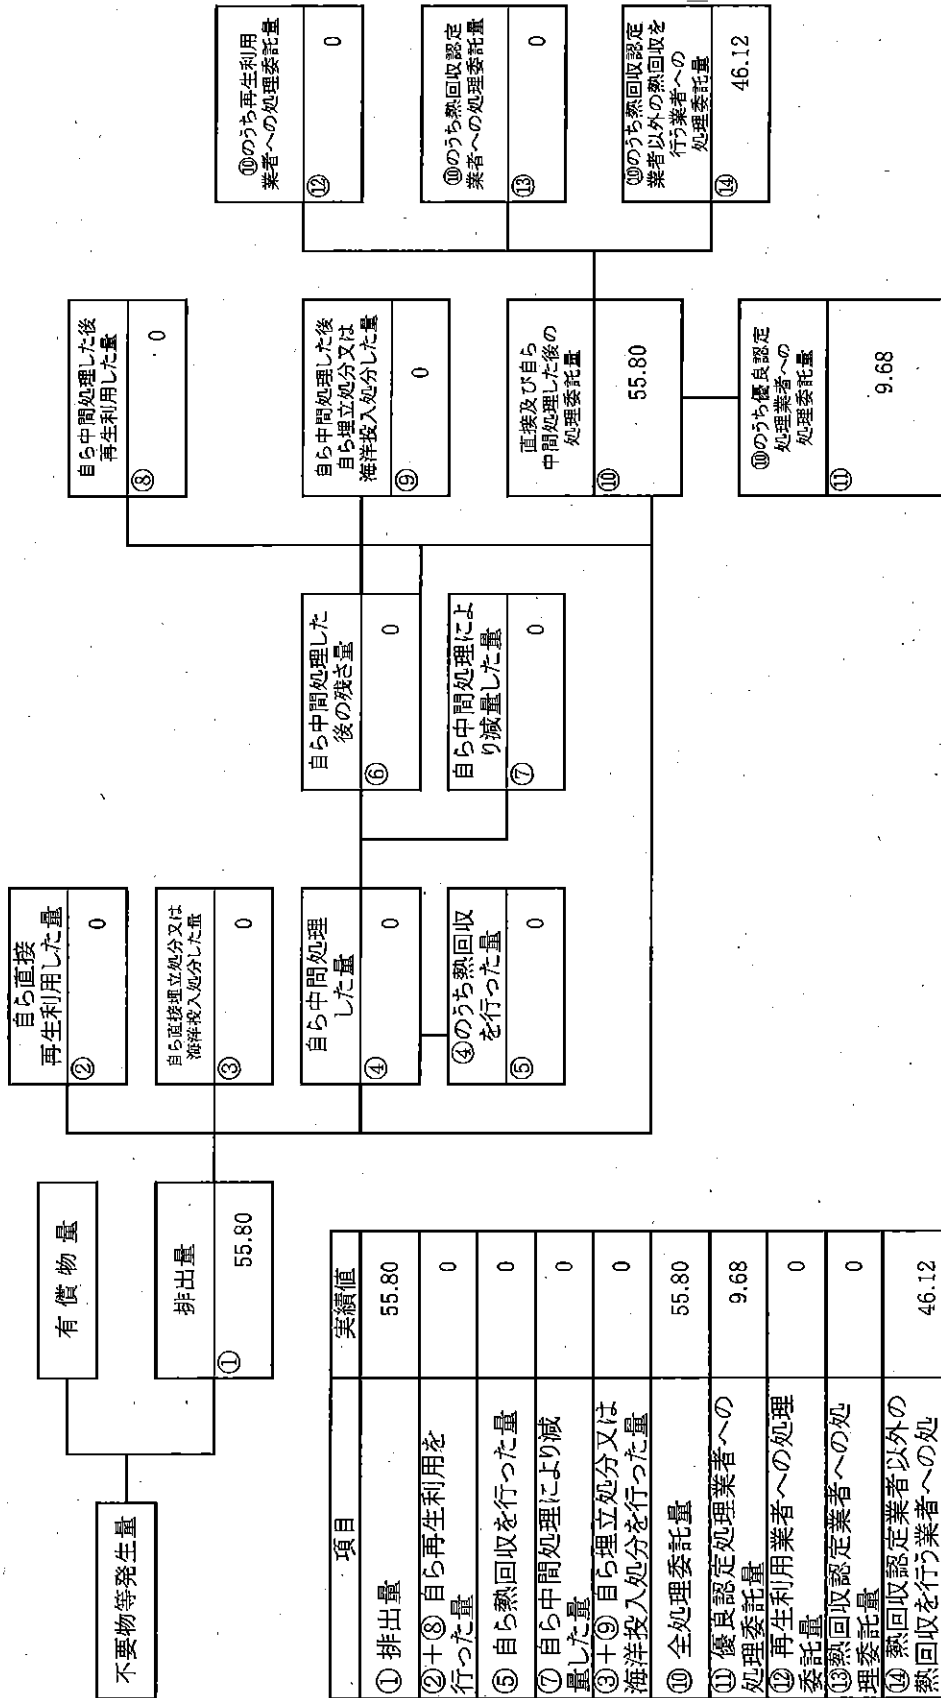 不要物等発生量
有償物量
排出量
①
55.80
自ら直接
再生利用した量
②
0
自ら直接埋立処分又は
海洋投入処分した量
③
0
自ら中間処理
した量
④
0
④のうち熱回収
を行った量
⑤
0
自ら中間処理した
後の残さ量
⑥
0
自ら中間処理によ
り減量した量
⑦
0
自ら中間処理した後
再生利用した量
⑧
0
自ら中間処理した後
自ら埋立処分又は
海洋投入処分した量
⑨
0
直接及び自ら
中間処理した後の
処理委託量
⑩
55.80
⑩のうち優良認定
処理業者への
処理委託量
⑪
9.68
⑩のうち再生利用
業者への処理委託量
⑫
0
⑩のうち熱回収認定
業者への処理委託量
⑬
0
⑩のうち熱回収認定
業者以外の熱回収を
行う業者への
処理委託量
⑭
46.12
項目 実績値
①排出量 55.80
②+⑧ 自ら再生利用を
行った量 0
⑤ 自ら熱回収を行った量 0
⑦ 自ら中間処理により減
量した量 0
③+⑨ 自ら埋立処分又は
海洋投入処分を行った量 0
⑩ 全処理委託量 55.80
⑪ 優良認定処理業者への
処理委託量 9.68
⑫ 再生利用業者への処理
委託量 0
⑬熱回収認定業者への処
理委託量 0
⑭ 熱回収認定業者以外の
熱回収を行う業者への処 46.12